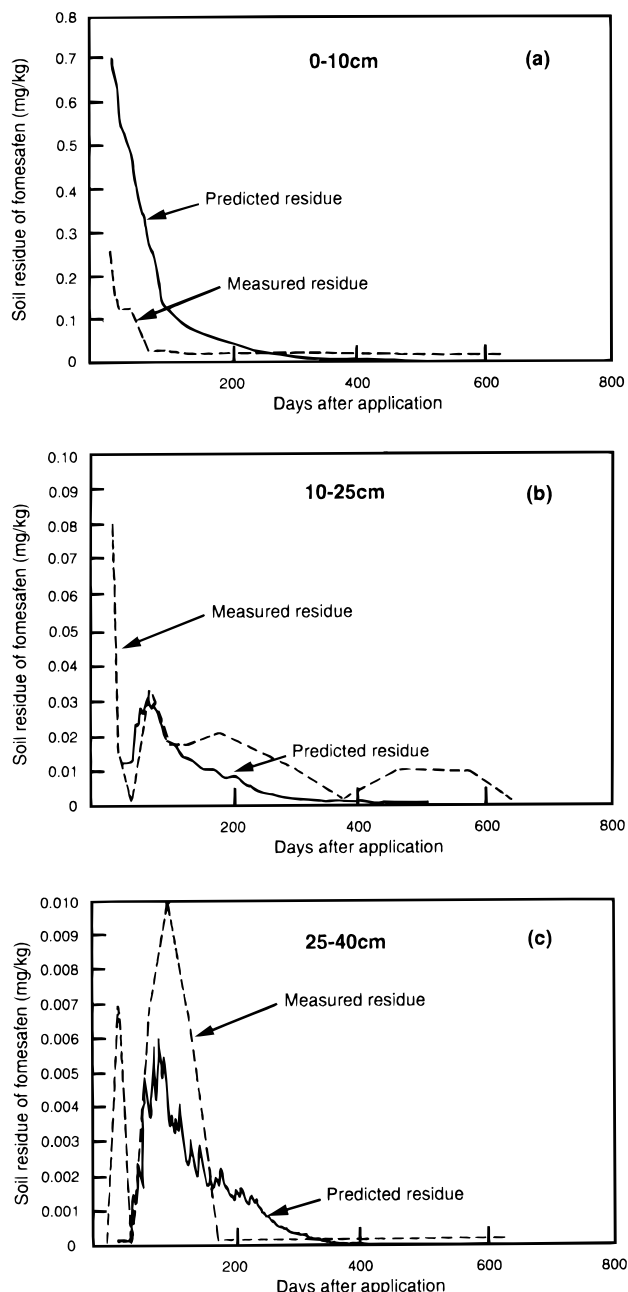 0.8
0.7
0.6
0.5
0.4
0.3
0.2
0.1
0
Soil residue of fomesafen (mg/kg)
0-10cm
(a)
Predicted residue
Measured residue
200
400
600
800
Days after application
0.10
0.09
0.08
0.07
0.06
0.05
0.04
0.03
0.02
0.01
0
Soil residue of fomesafen (mg/kg)
10-25cm
(b)
Measured residue
Predicted residue
200
400
600
800
Days after application
0.010
0.009
0.008
0.007
0.006
0.005
0.004
0.003
0.002
0.001
0
Soil residue of fomesafen (mg/kg)
25-40cm
(c)
Measured residue
Predicted residue
200
400
600
800
Days after application